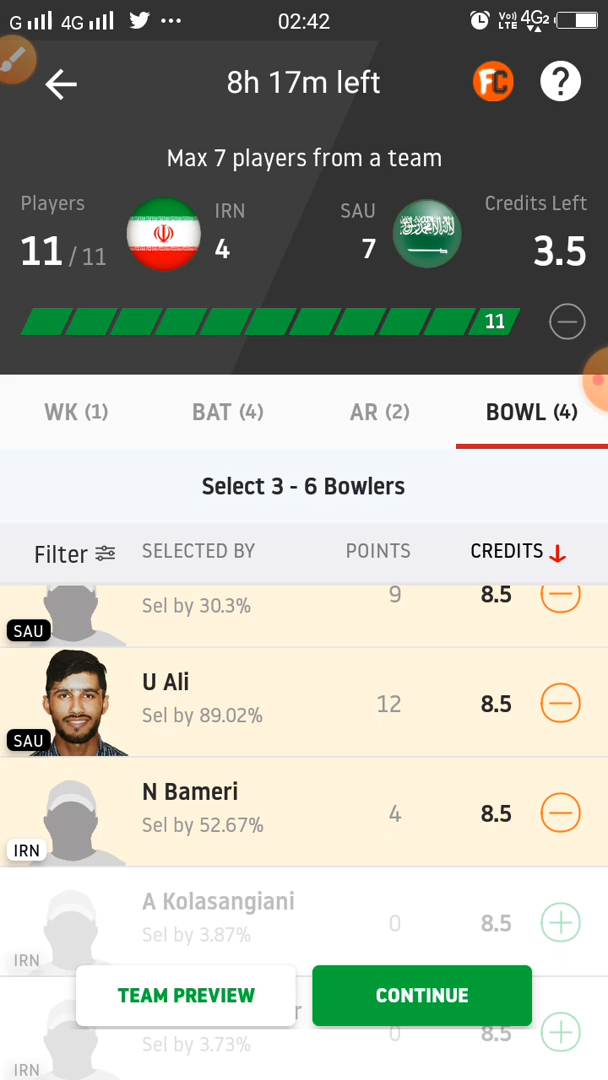 G 4G 02:42 Vo) LTE 4G2
8h 17m left FC ?
Max 7 players from a team
Players IRN SAU Credits Left
11 / 11 4 7 3.5
11
WK (1) BAT (4) AR (2) BOWL (4)
Select 3 - 6 Bowlers
Filter SELECTED BY POINTS CREDITS
Sel by 30.3% 9 8.5
SAU
U Ali
Sel by 89.02% 12 8.5
SAU
N Bameri
Sel by 52.67% 4 8.5
IRN
A Kolasangiani
Sel by 3.87% 0 8.5
IRN
TEAM PREVIEW CONTINUE
r
0 8.5
Sel by 3.73%
IRN